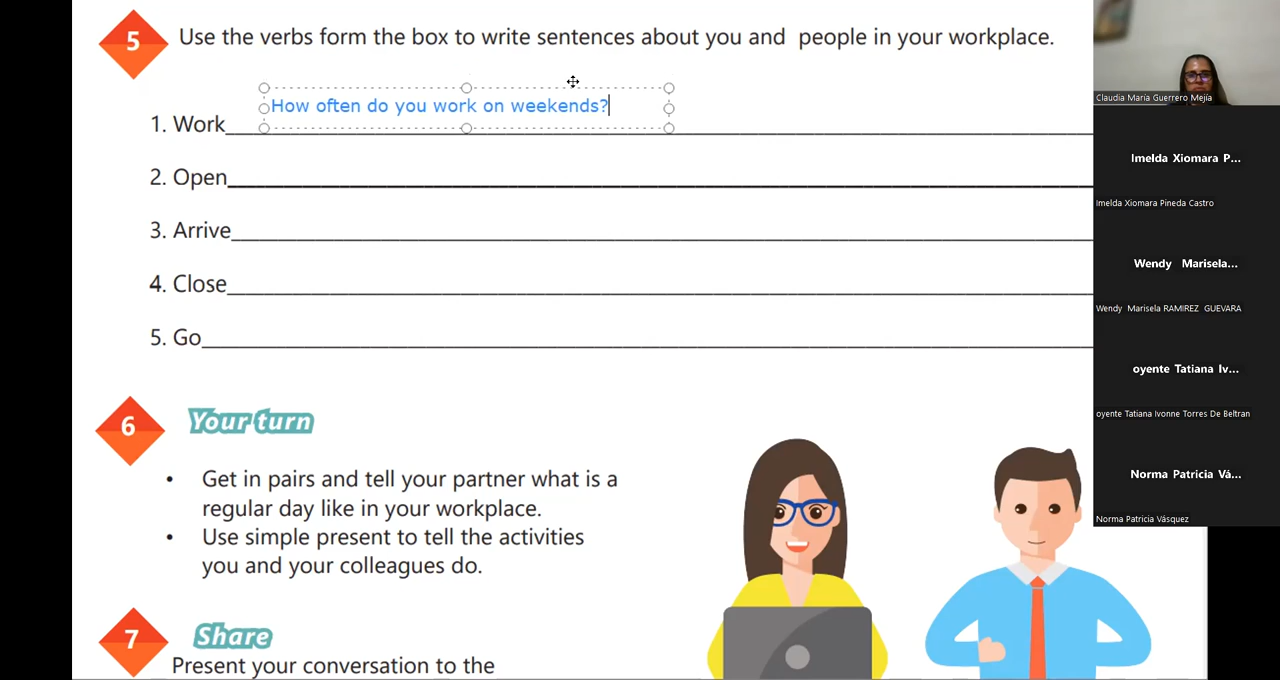 5 Use the verbs form the box to write sentences about you and people in your workplace.
How often do you work on weekends?
1. Work
2. Open
3. Arrive
4. Close
5. Go
6 Your turn
• Get in pairs and tell your partner what is a
regular day like in your workplace.
• Use simple present to tell the activities
you and your colleagues do.
7 Share
Present your conversation to the
Claudia María Guerrero Mejía
Imelda Xiomara P...
Imelda Xiomara Pineda Castro
Wendy Marisela...
Wendy Marisela RAMIREZ GUEVARA
oyente Tatiana Iv...
oyente Tatiana Ivonne Torres De Beltran
Norma Patricia Vá...
Norma Patricia Vásquez